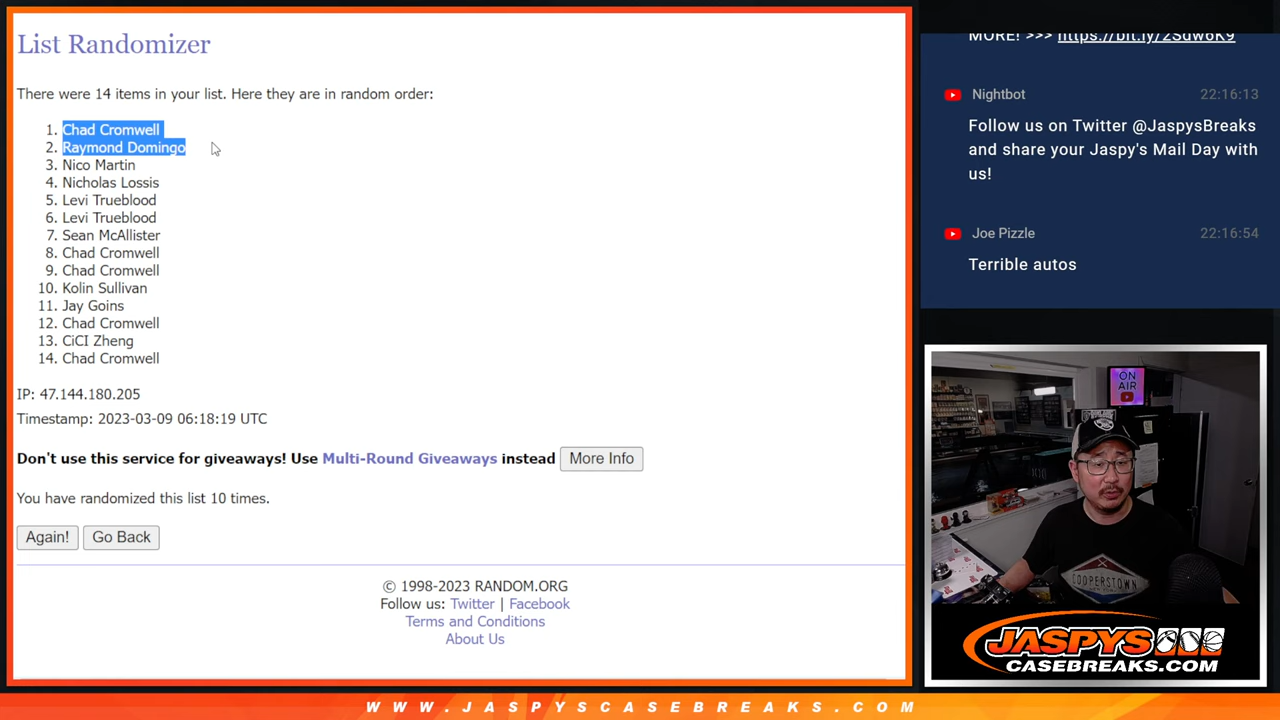 List Randomizer
There were 14 items in your list. Here they are in random order:
1. Chad Cromwell
2. Raymond Domingo
3. Nico Martin
4. Nicholas Lossis
5. Levi Trueblood
6. Levi Trueblood
7. Sean McAllister
8. Chad Cromwell
9. Chad Cromwell
10. Kolin Sullivan
11. Jay Goins
12. Chad Cromwell
13. CiCI Zheng
14. Chad Cromwell
IP: 47.144.180.205
Timestamp: 2023-03-09 06:18:19 UTC
Don't use this service for giveaways! Use Multi-Round Giveaways instead More Info
You have randomized this list 10 times.
Again! Go Back
© 1998-2023 RANDOM.ORG
Follow us: Twitter | Facebook
Terms and Conditions
About Us
MORE! >>> https://bit.ly/2Sdw6K9
Nightbot 22:16:13
Follow us on Twitter @JaspysBreaks
and share your Jaspy's Mail Day with
us!
Joe Pizzle 22:16:54
Terrible autos
ON
AIR
COOPERSTOWN
JASPYS
CASEBREAKS.COM
WWW.JASPYSCASEBREAKS.COM